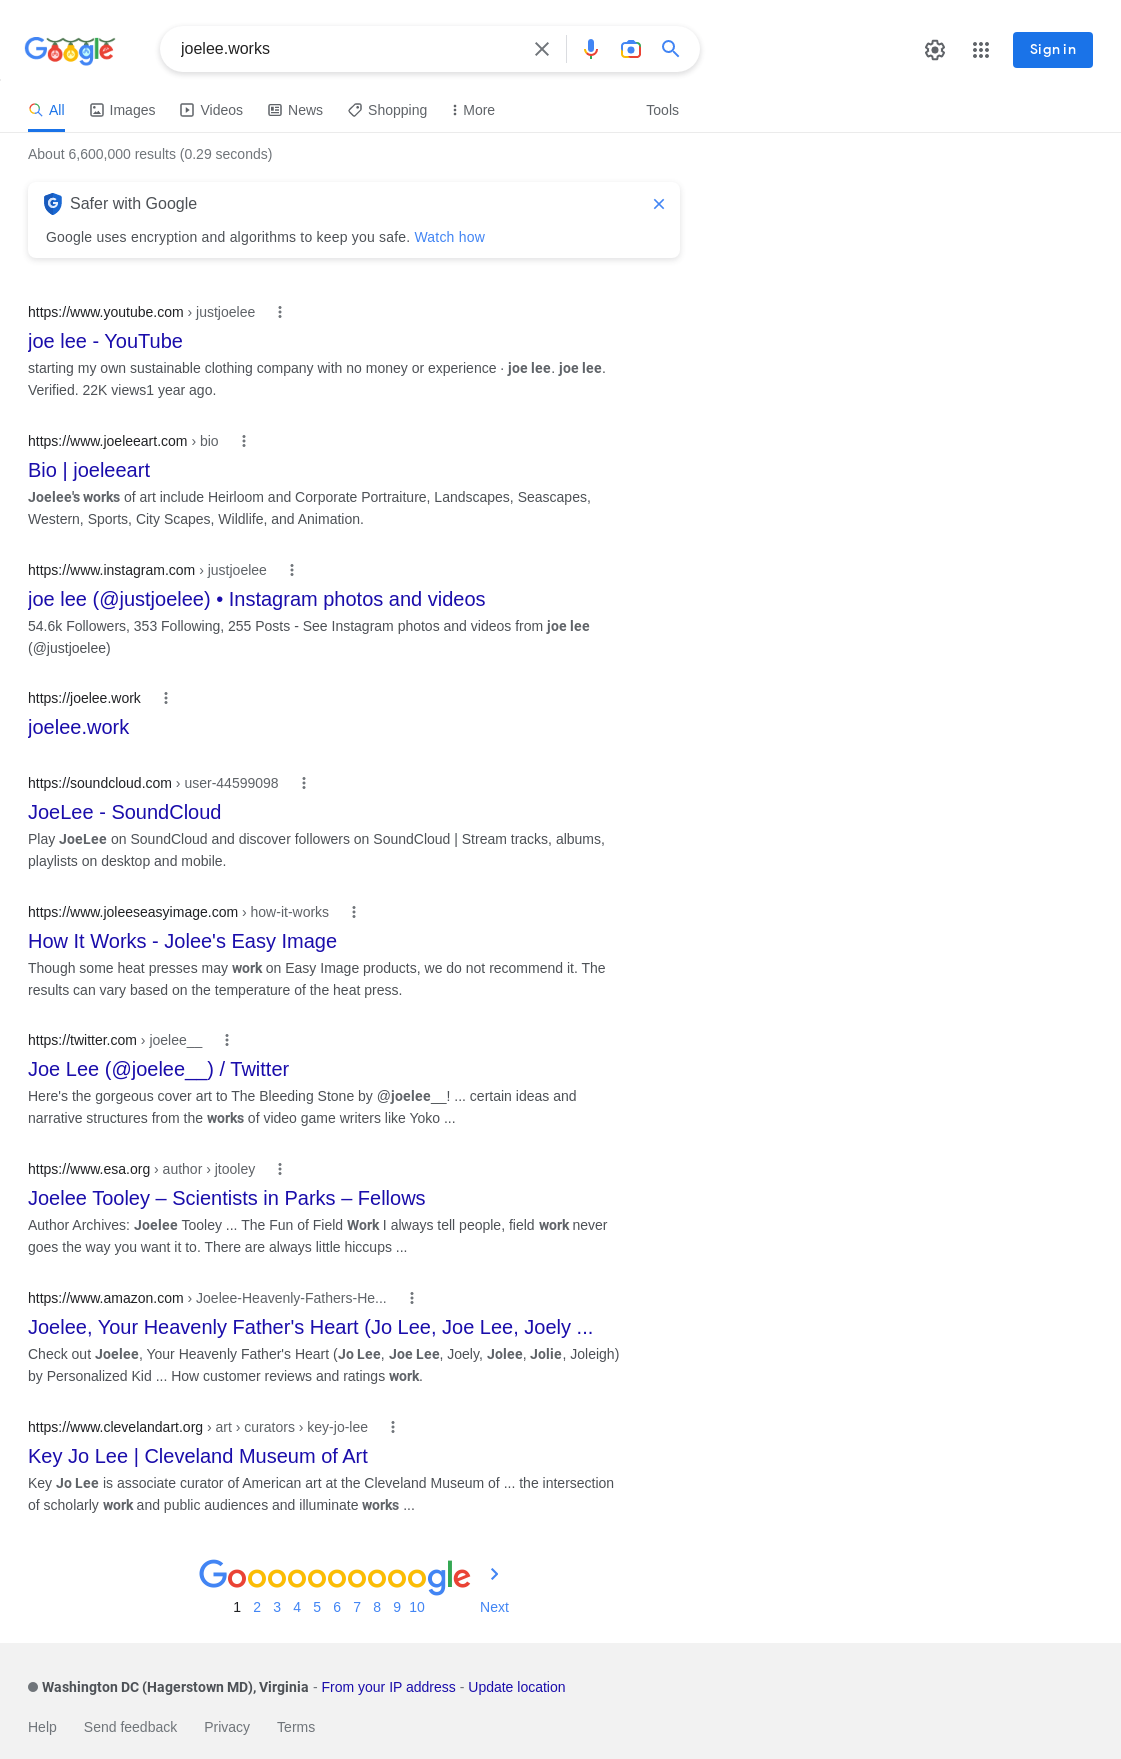 Google
joelee.works
Sign in
All Images Videos News Shopping More Tools
About 6,600,000 results (0.29 seconds)
Safer with Google
Google uses encryption and algorithms to keep you safe. Watch how
https://www.youtube.com › justjoelee
joe lee - YouTube
starting my own sustainable clothing company with no money or experience · joe lee. joe lee.
Verified. 22K views1 year ago.
https://www.joeleeart.com › bio
Bio | joeleeart
Joelee's works of art include Heirloom and Corporate Portraiture, Landscapes, Seascapes,
Western, Sports, City Scapes, Wildlife, and Animation.
https://www.instagram.com › justjoelee
joe lee (@justjoelee) • Instagram photos and videos
54.6k Followers, 353 Following, 255 Posts - See Instagram photos and videos from joe lee
(@justjoelee)
https://joelee.work
joelee.work
https://soundcloud.com › user-44599098
JoeLee - SoundCloud
Play JoeLee on SoundCloud and discover followers on SoundCloud | Stream tracks, albums,
playlists on desktop and mobile.
https://www.joleeseasyimage.com › how-it-works
How It Works - Jolee's Easy Image
Though some heat presses may work on Easy Image products, we do not recommend it. The
results can vary based on the temperature of the heat press.
https://twitter.com › joelee__
Joe Lee (@joelee__) / Twitter
Here's the gorgeous cover art to The Bleeding Stone by @joelee__! ... certain ideas and
narrative structures from the works of video game writers like Yoko ...
https://www.esa.org › author › jtooley
Joelee Tooley – Scientists in Parks – Fellows
Author Archives: Joelee Tooley ... The Fun of Field Work I always tell people, field work never
goes the way you want it to. There are always little hiccups ...
https://www.amazon.com › Joelee-Heavenly-Fathers-He...
Joelee, Your Heavenly Father's Heart (Jo Lee, Joe Lee, Joely ...
Check out Joelee, Your Heavenly Father's Heart (Jo Lee, Joe Lee, Joely, Jolee, Jolie, Joleigh)
by Personalized Kid ... How customer reviews and ratings work.
https://www.clevelandart.org › art › curators › key-jo-lee
Key Jo Lee | Cleveland Museum of Art
Key Jo Lee is associate curator of American art at the Cleveland Museum of ... the intersection
of scholarly work and public audiences and illuminate works ...
Goooooooooogle
1 2 3 4 5 6 7 8 9 10 Next
Washington DC (Hagerstown MD), Virginia - From your IP address - Update location
Help Send feedback Privacy Terms